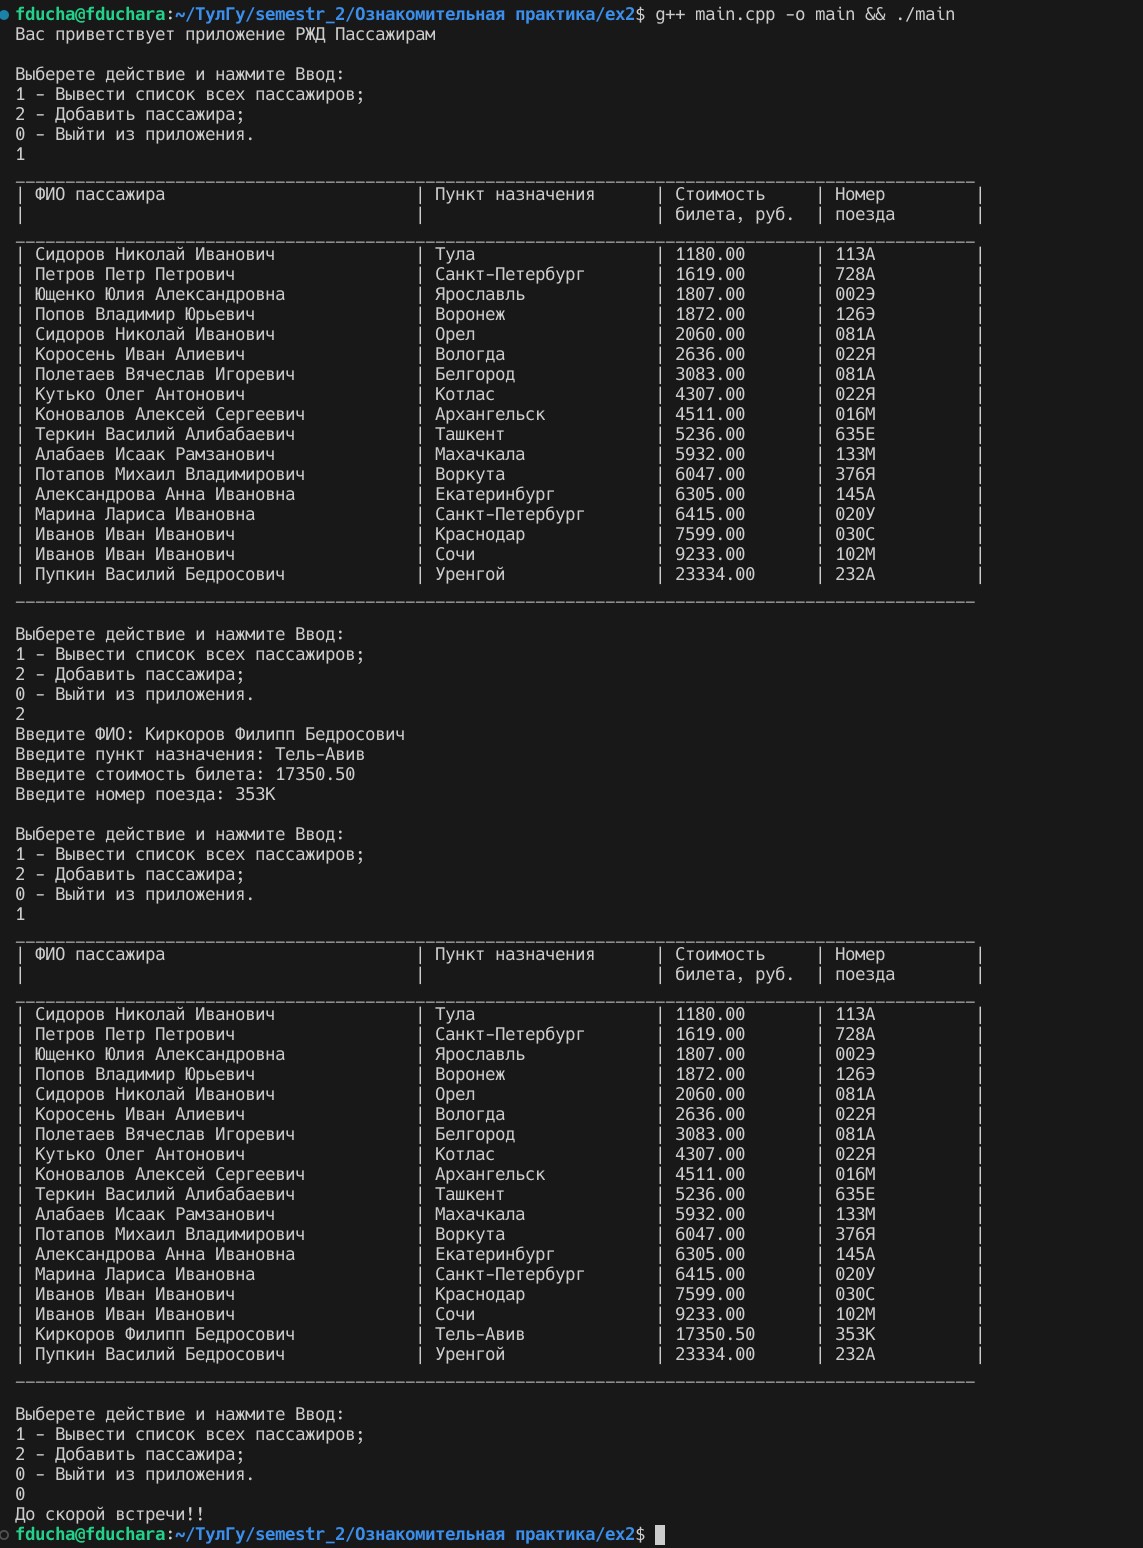 fducha@fduchara:~/ТулГу/semestr_2/Ознакомительная практика/ex2$ g++ main.cpp -o main && ./main
Вас приветствует приложение РЖД Пассажирам
Выберете действие и нажмите Ввод:
1 - Вывести список всех пассажиров;
2 - Добавить пассажира;
0 - Выйти из приложения.
1
| ФИО пассажира | Пункт назначения | Стоимость | Номер |
| | | билета, руб. | поезда |
| Сидоров Николай Иванович | Тула | 1180.00 | 113А |
| Петров Петр Петрович | Санкт-Петербург | 1619.00 | 728А |
| Ющенко Юлия Александровна | Ярославль | 1807.00 | 002Э |
| Попов Владимир Юрьевич | Воронеж | 1872.00 | 126Э |
| Сидоров Николай Иванович | Орел | 2060.00 | 081А |
| Коросень Иван Алиевич | Вологда | 2636.00 | 022Я |
| Полетаев Вячеслав Игоревич | Белгород | 3083.00 | 081А |
| Кутько Олег Антонович | Котлас | 4307.00 | 022Я |
| Коновалов Алексей Сергеевич | Архангельск | 4511.00 | 016М |
| Теркин Василий Алибабаевич | Ташкент | 5236.00 | 635Е |
| Алабаев Исаак Рамзанович | Махачкала | 5932.00 | 133М |
| Потапов Михаил Владимирович | Воркута | 6047.00 | 376Я |
| Александрова Анна Ивановна | Екатеринбург | 6305.00 | 145А |
| Марина Лариса Ивановна | Санкт-Петербург | 6415.00 | 020У |
| Иванов Иван Иванович | Краснодар | 7599.00 | 030С |
| Иванов Иван Иванович | Сочи | 9233.00 | 102М |
| Пупкин Василий Бедросович | Уренгой | 23334.00 | 232А |
Выберете действие и нажмите Ввод:
1 - Вывести список всех пассажиров;
2 - Добавить пассажира;
0 - Выйти из приложения.
2
Введите ФИО: Киркоров Филипп Бедросович
Введите пункт назначения: Тель-Авив
Введите стоимость билета: 17350.50
Введите номер поезда: 353К
Выберете действие и нажмите Ввод:
1 - Вывести список всех пассажиров;
2 - Добавить пассажира;
0 - Выйти из приложения.
1
| ФИО пассажира | Пункт назначения | Стоимость | Номер |
| | | билета, руб. | поезда |
| Сидоров Николай Иванович | Тула | 1180.00 | 113А |
| Петров Петр Петрович | Санкт-Петербург | 1619.00 | 728А |
| Ющенко Юлия Александровна | Ярославль | 1807.00 | 002Э |
| Попов Владимир Юрьевич | Воронеж | 1872.00 | 126Э |
| Сидоров Николай Иванович | Орел | 2060.00 | 081А |
| Коросень Иван Алиевич | Вологда | 2636.00 | 022Я |
| Полетаев Вячеслав Игоревич | Белгород | 3083.00 | 081А |
| Кутько Олег Антонович | Котлас | 4307.00 | 022Я |
| Коновалов Алексей Сергеевич | Архангельск | 4511.00 | 016М |
| Теркин Василий Алибабаевич | Ташкент | 5236.00 | 635Е |
| Алабаев Исаак Рамзанович | Махачкала | 5932.00 | 133М |
| Потапов Михаил Владимирович | Воркута | 6047.00 | 376Я |
| Александрова Анна Ивановна | Екатеринбург | 6305.00 | 145А |
| Марина Лариса Ивановна | Санкт-Петербург | 6415.00 | 020У |
| Иванов Иван Иванович | Краснодар | 7599.00 | 030С |
| Иванов Иван Иванович | Сочи | 9233.00 | 102М |
| Киркоров Филипп Бедросович | Тель-Авив | 17350.50 | 353К |
| Пупкин Василий Бедросович | Уренгой | 23334.00 | 232А |
Выберете действие и нажмите Ввод:
1 - Вывести список всех пассажиров;
2 - Добавить пассажира;
0 - Выйти из приложения.
0
До скорой встречи!!
fducha@fduchara:~/ТулГу/semestr_2/Ознакомительная практика/ex2$